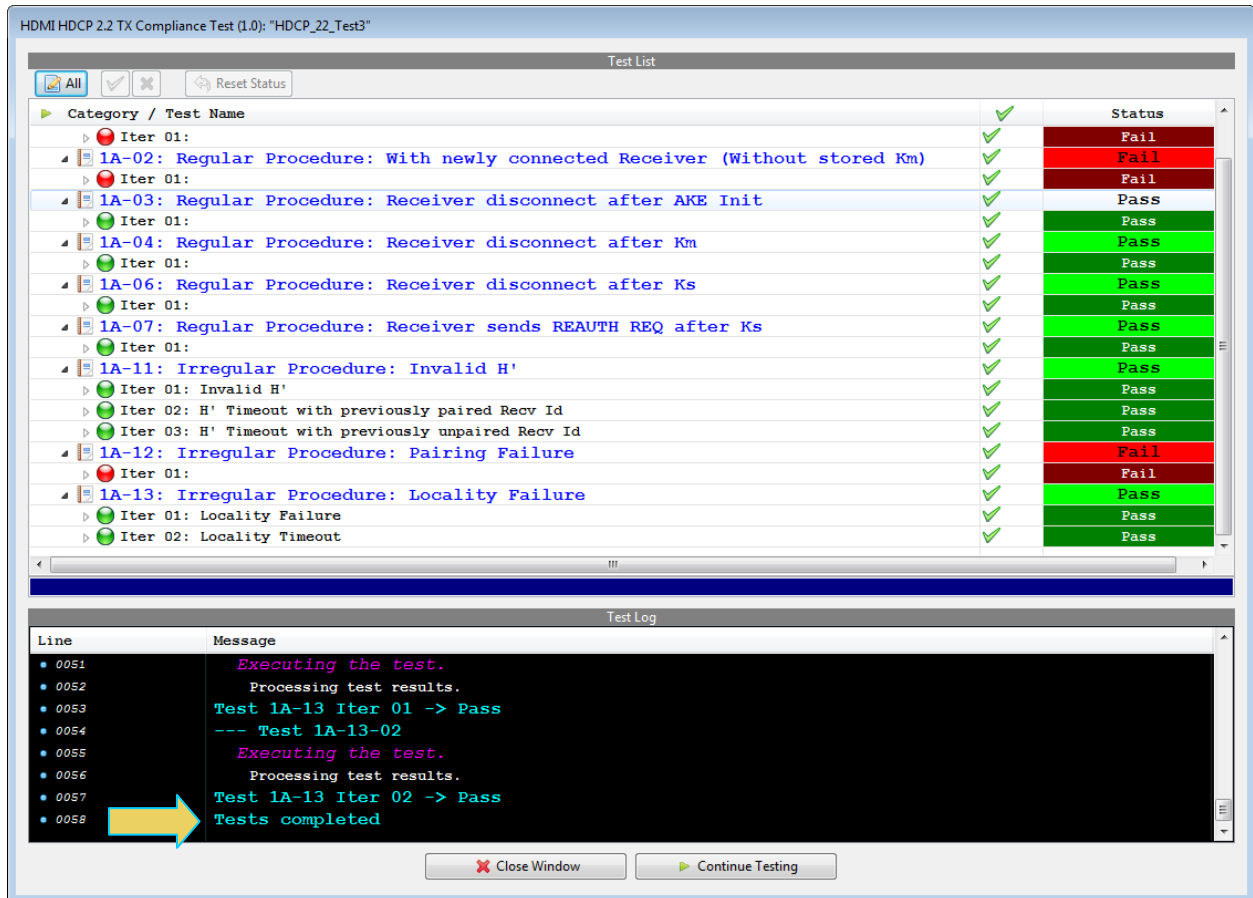 HDMI HDCP 2.2 TX Compliance Test (1.0): "HDCP_22_Test3"
Test List
All Reset Status
Category / Test Name Status
Iter 01: Fail
1A-02: Regular Procedure: With newly connected Receiver (Without stored Km) Fail
Iter 01: Fail
1A-03: Regular Procedure: Receiver disconnect after AKE Init Pass
Iter 01: Pass
1A-04: Regular Procedure: Receiver disconnect after Km Pass
Iter 01: Pass
1A-06: Regular Procedure: Receiver disconnect after Ks Pass
Iter 01: Pass
1A-07: Regular Procedure: Receiver sends REAUTH REQ after Ks Pass
Iter 01: Pass
1A-11: Irregular Procedure: Invalid H' Pass
Iter 01: Invalid H' Pass
Iter 02: H' Timeout with previously paired Recv Id Pass
Iter 03: H' Timeout with previously unpaired Recv Id Pass
1A-12: Irregular Procedure: Pairing Failure Fail
Iter 01: Fail
1A-13: Irregular Procedure: Locality Failure Pass
Iter 01: Locality Failure Pass
Iter 02: Locality Timeout Pass
Test Log
Line Message
0051 Executing the test.
0052 Processing test results.
0053 Test 1A-13 Iter 01 -> Pass
0054 --- Test 1A-13-02
0055 Executing the test.
0056 Processing test results.
0057 Test 1A-13 Iter 02 -> Pass
0058 Tests completed
Close Window Continue Testing